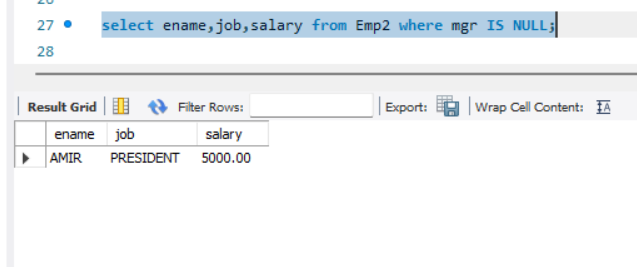 27 select ename,job,salary from Emp2 where mgr IS NULL;
28
Result Grid Filter Rows: Export: Wrap Cell Content:
ename job salary
AMIR PRESIDENT 5000.00